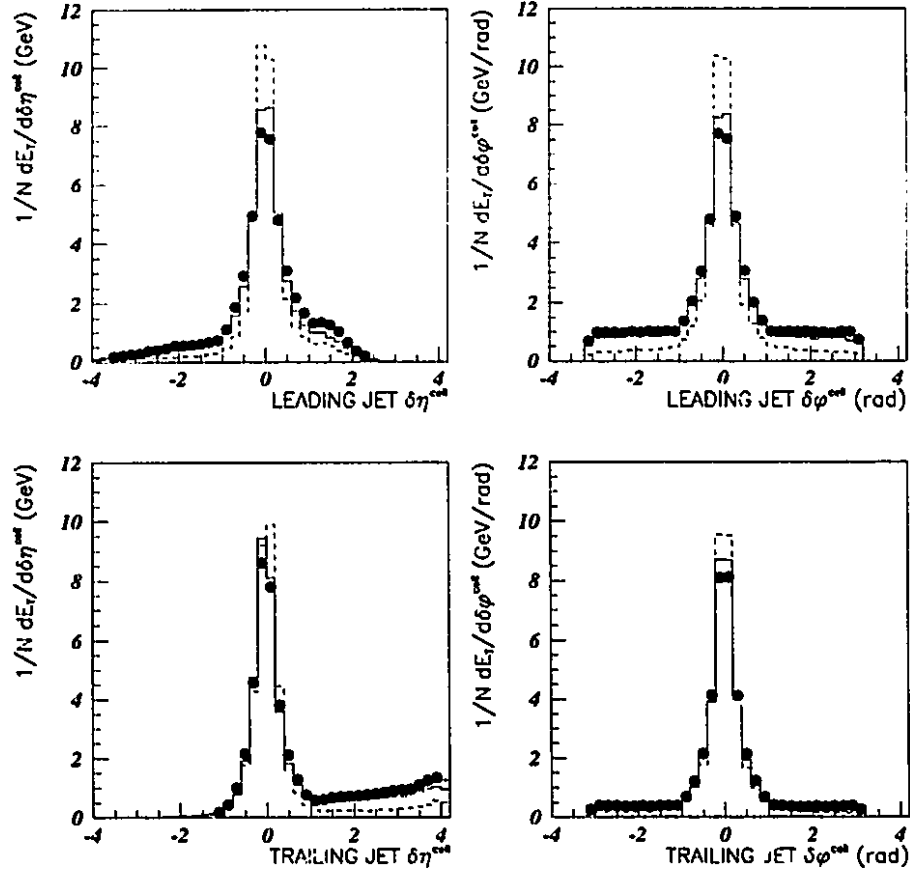 1/N dE_T/dδη^cell (GeV)
12
10
8
6
4
2
0
-4 -2 0 2 4
LEADING JET δη^cell
1/N dE_T/dδφ^cell (GeV/rad)
12
10
8
6
4
2
0
-4 -2 0 2 4
LEADING JET δφ^cell (rad)
1/N dE_T/dδη^cell (GeV)
12
10
8
6
4
2
0
-4 -2 0 2 4
TRAILING JET δη^cell
1/N dE_T/dδφ^cell (GeV/rad)
12
10
8
6
4
2
0
-4 -2 0 2 4
TRAILING JET δφ^cell (rad)